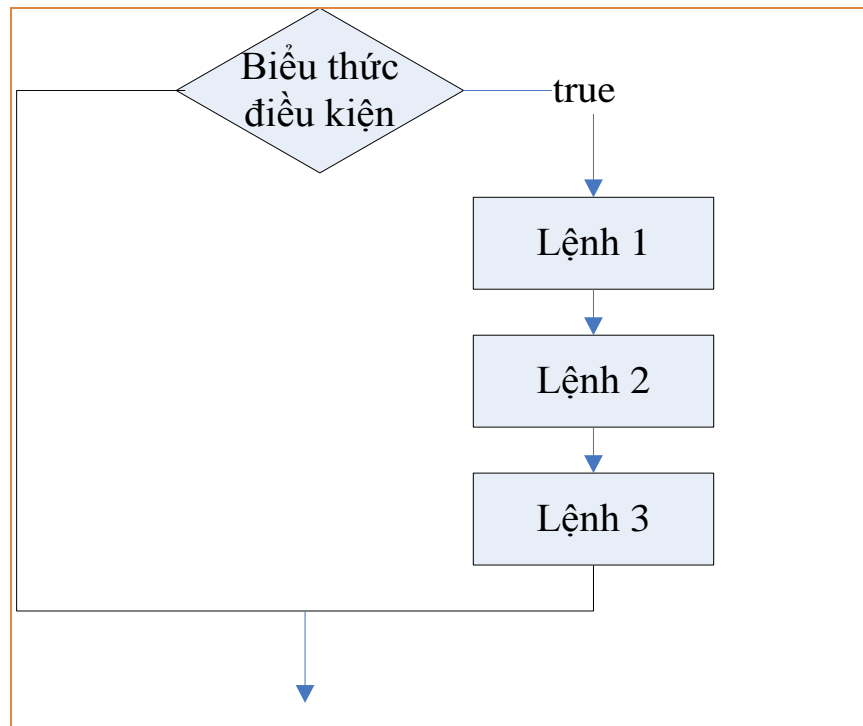 Biểu thức
điều kiện
true
Lệnh 1
Lệnh 2
Lệnh 3